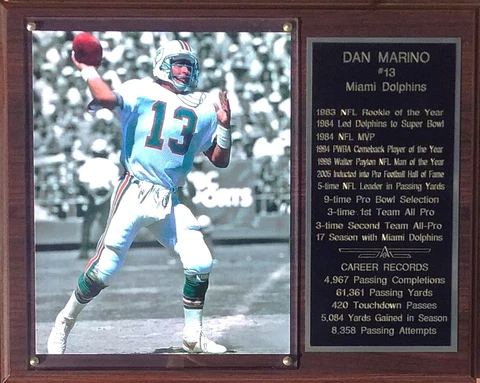 DAN MARINO
#13
Miami Dolphins
1983 NFL Rookie of the Year
1984 Led Dolphins to Super Bowl
1984 NFL MVP
1994 PWBA Comeback Player of the Year
1998 Walter Payton NFL Man of the Year
2005 Inducted into Pro Football Hall of Fame
5-time NFL Leader in Passing Yards
9-time Pro Bowl Selection
3-time 1st Team All Pro
3-time Second Team All-Pro
17 Season with Miami Dolphins
CAREER RECORDS
4,967 Passing Completions
61,361 Passing Yards
420 Touchdown Passes
5,084 Yards Gained in Season
8,358 Passing Attempts
13
SPORTS